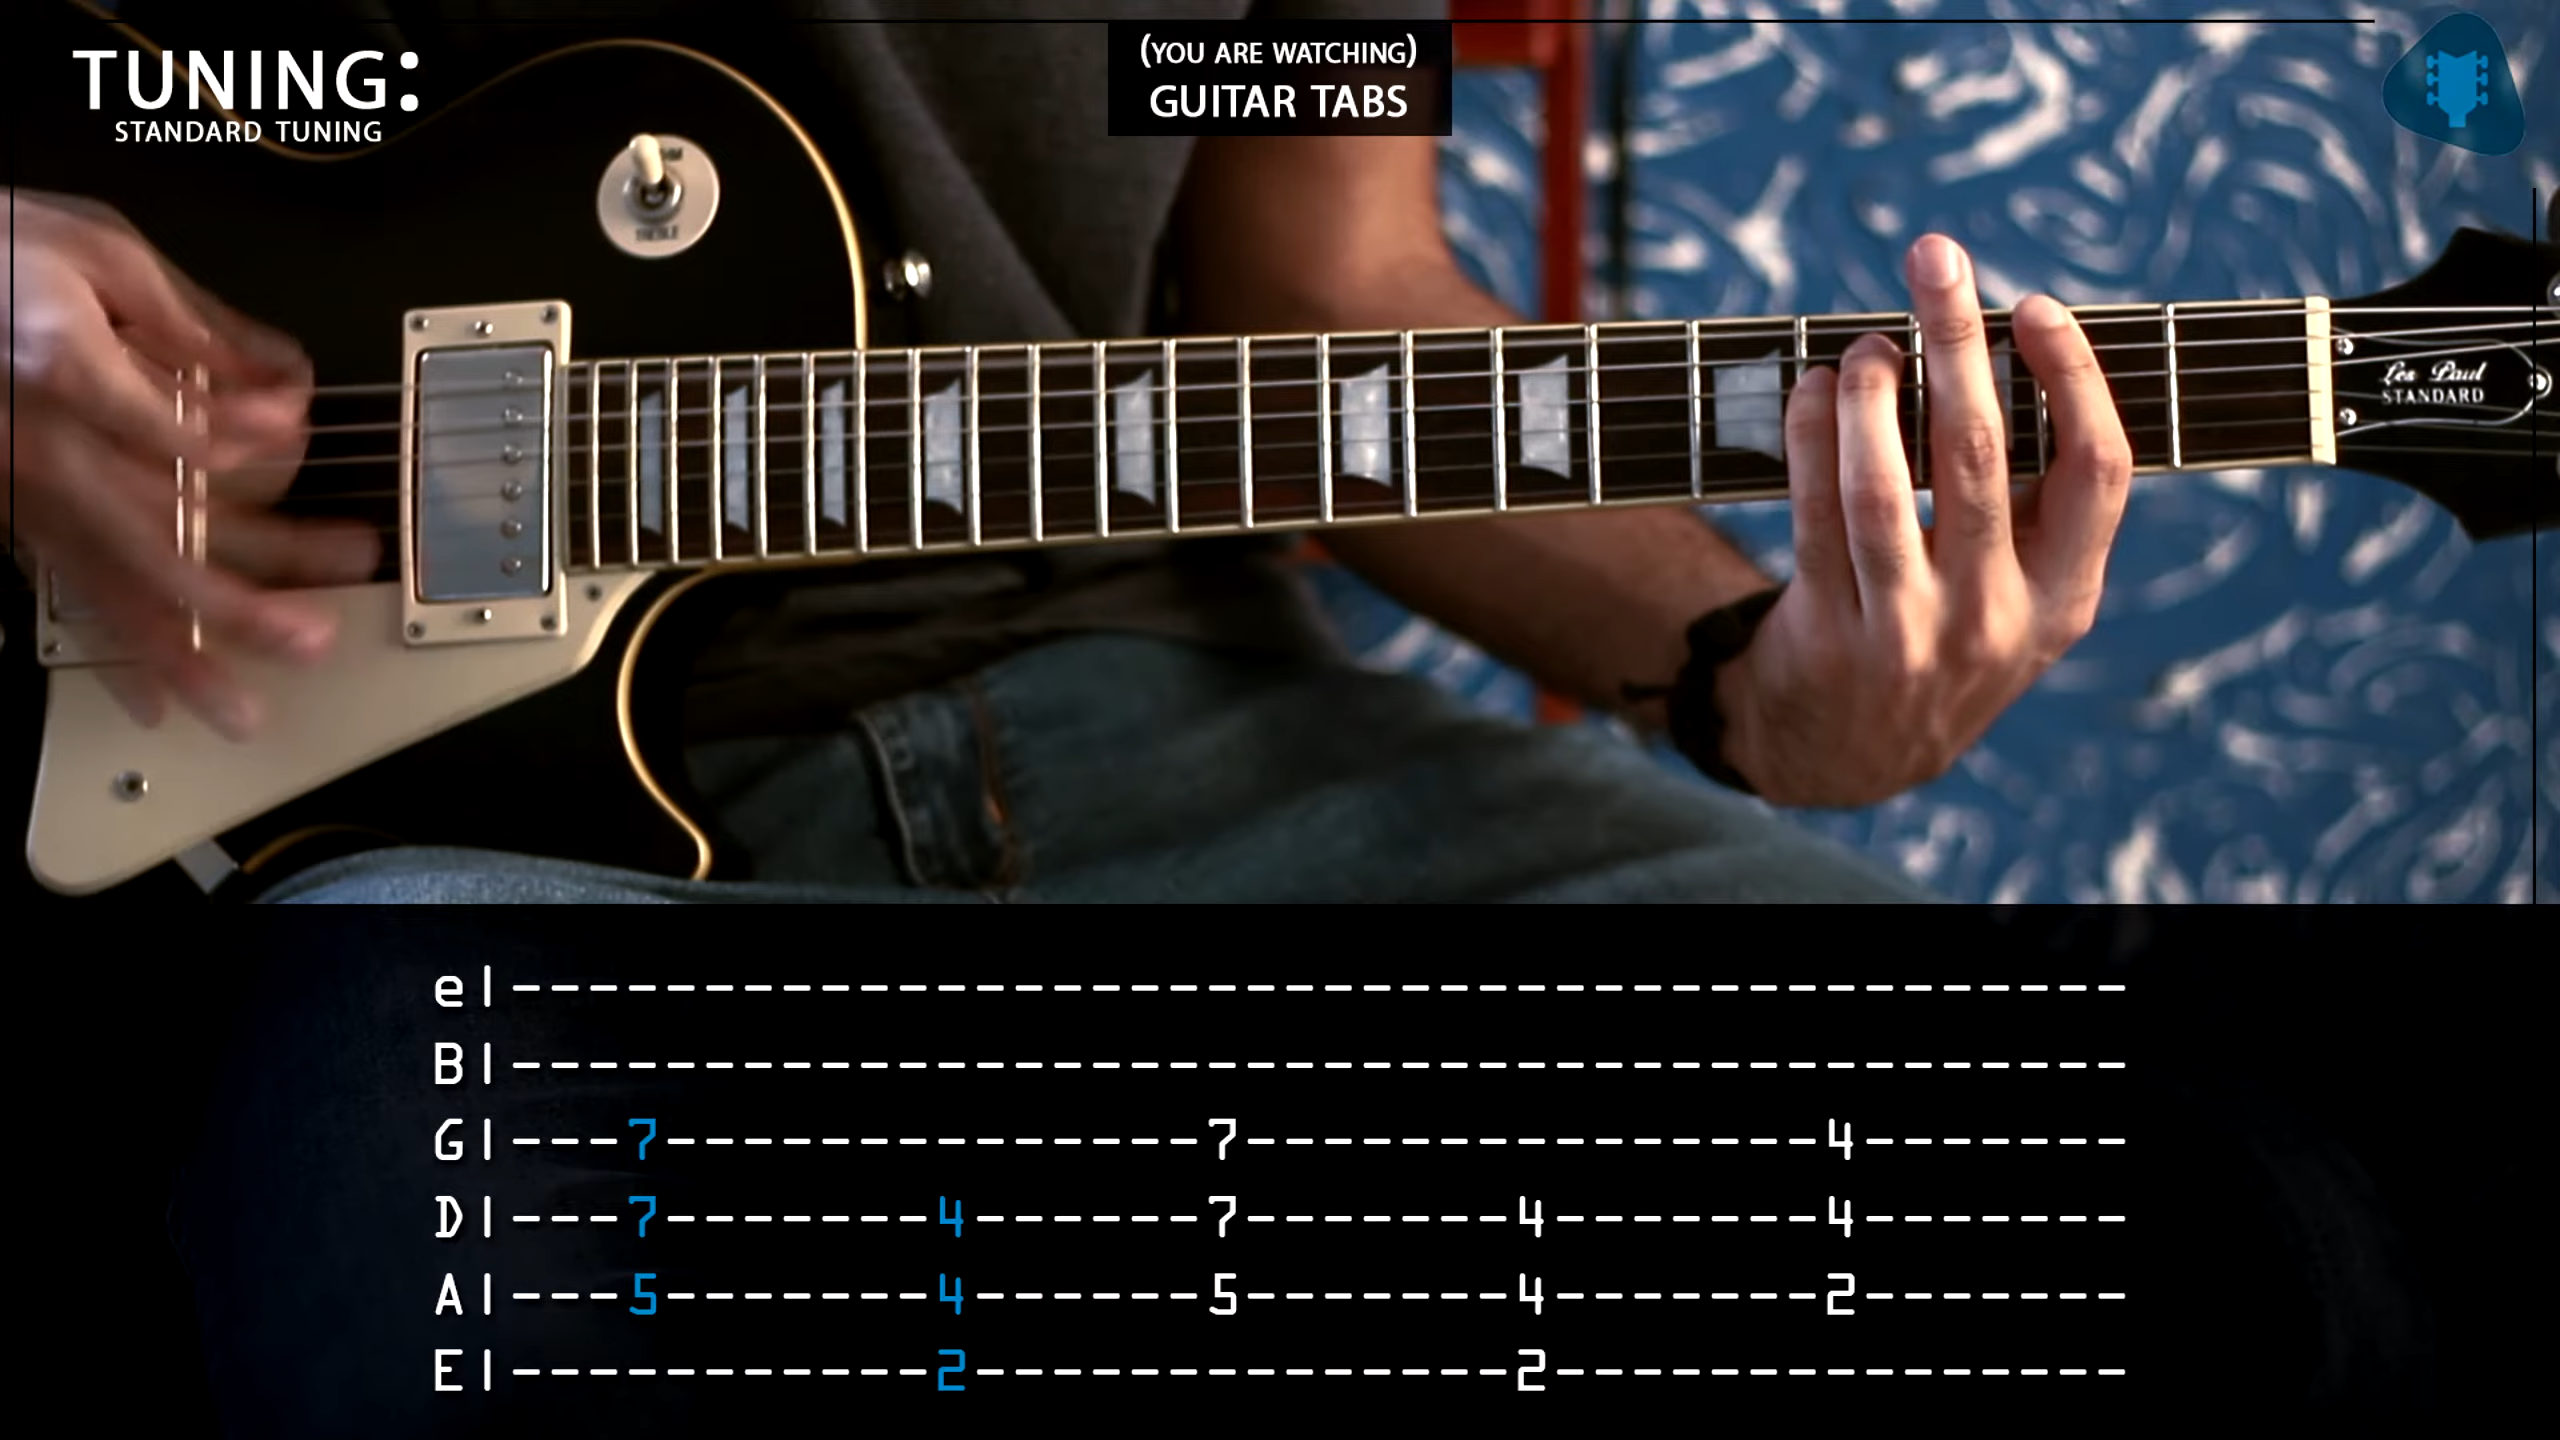 TUNING:
STANDARD TUNING
(YOU ARE WATCHING)
GUITAR TABS
TREBLE
Les Paul
STANDARD
e|------------------------------------------
B|------------------------------------------
G|---7--------------7---------------4-------
D|---7-------4------7-------4-------4-------
A|---5-------4------5-------4-------2-------
E|-----------2--------------2---------------